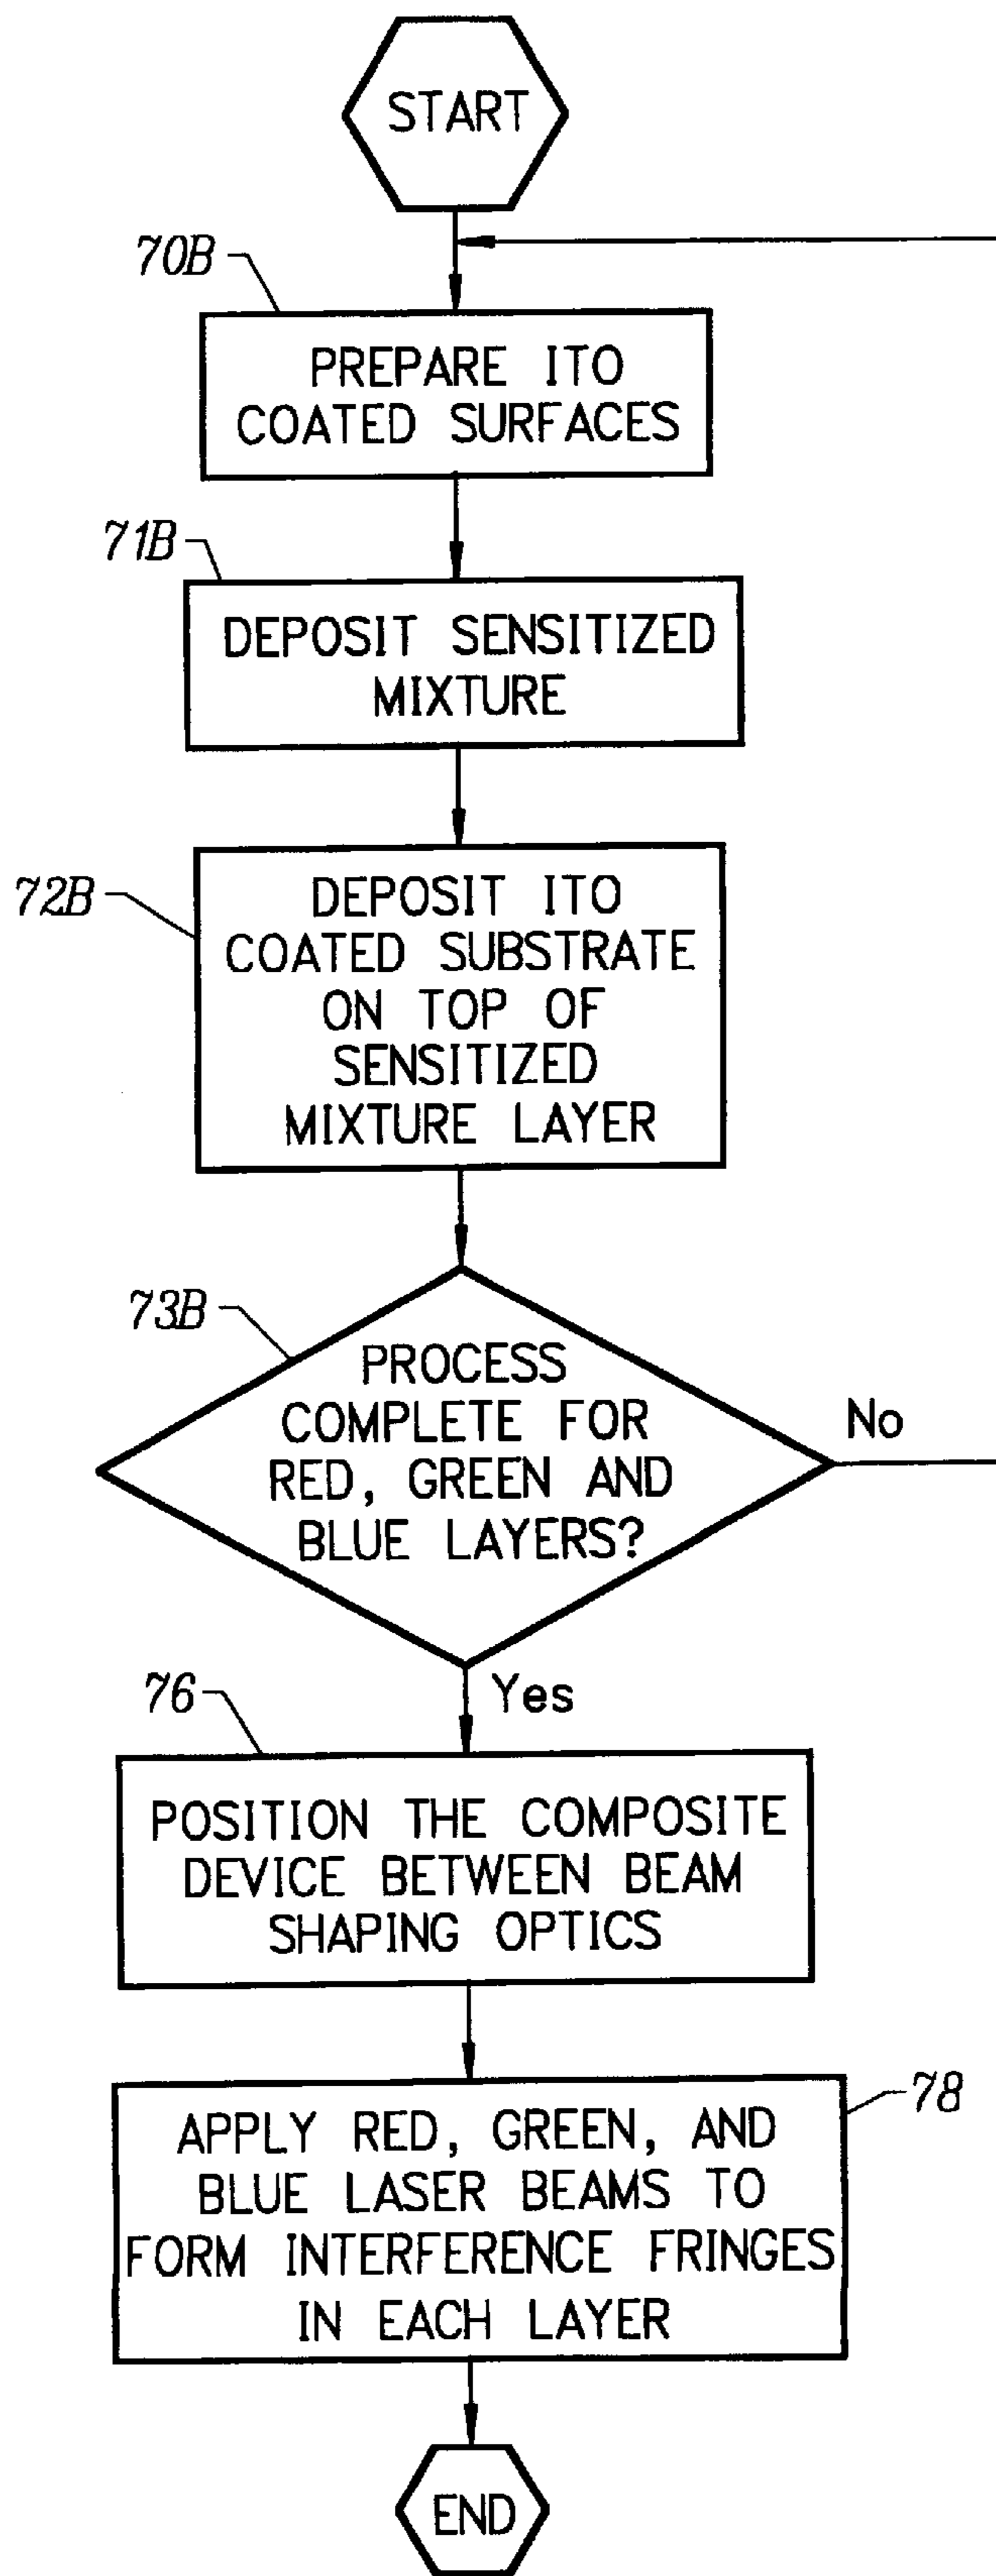 START
70B
PREPARE ITO
COATED SURFACES
71B
DEPOSIT SENSITIZED
MIXTURE
72B
DEPOSIT ITO
COATED SUBSTRATE
ON TOP OF
SENSITIZED
MIXTURE LAYER
73B
PROCESS
COMPLETE FOR
RED, GREEN AND
BLUE LAYERS?
No
Yes
76
POSITION THE COMPOSITE
DEVICE BETWEEN BEAM
SHAPING OPTICS
78
APPLY RED, GREEN, AND
BLUE LASER BEAMS TO
FORM INTERFERENCE FRINGES
IN EACH LAYER
END